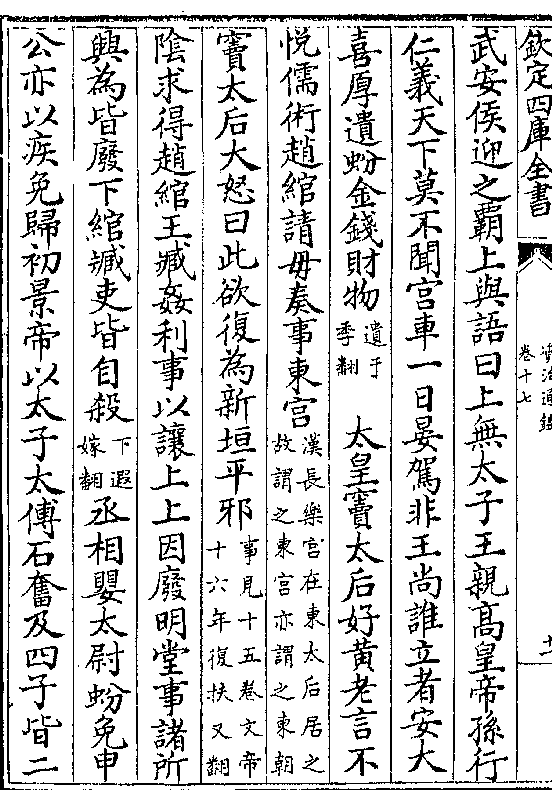 欽定四庫全書
卷十七
武安侯迎之覇上與語曰上無太子王親髙皇帝孫行
仁義天下莫不聞宫車一日晏駕非王尚誰立者安大
喜厚遺蚡金錢財物遺于季翻 太皇竇太后好黄老言不
悦儒術趙綰請毋奏事東宫漢長樂宫在東太后居之故謂之東宫亦謂之東朝
竇太后大怒曰此欲復為新垣平邪事見十五卷文帝十六年復扶又翻
隂求得趙綰王臧姦利事以讓上上因廢明堂事諸所
興為皆廢下綰臧吏皆自殺下遐嫁翻丞相嬰太尉蚡免申
公亦以疾免歸初景帝以太子太傅石奮及四子皆二